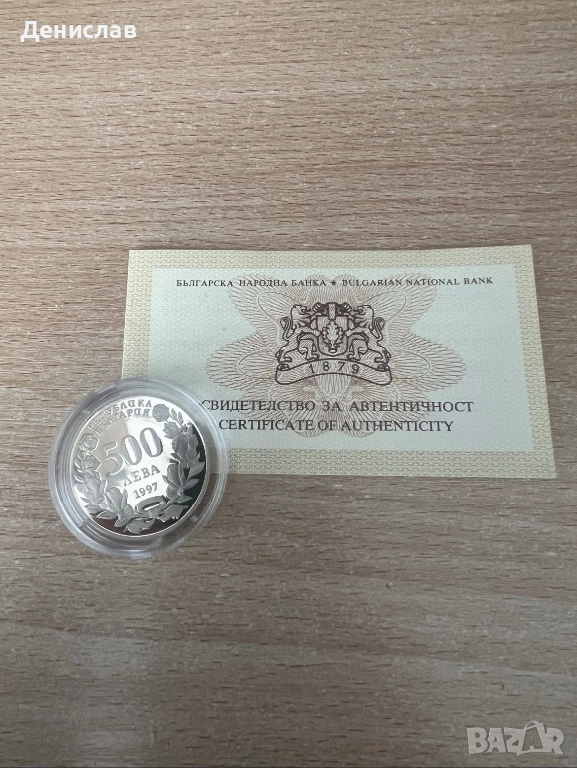 Денислав
БЪЛГАРСКА НАРОДНА БАНКА ★ BULGARIAN NATIONAL BANK
1879
СВИДЕТЕЛСТВО ЗА АВТЕНТИЧНОСТ
CERTIFICATE OF AUTHENTICITY
РЕПУБЛИКА
БЪЛГАРИЯ
500
ЛЕВА
1997
BAZAR